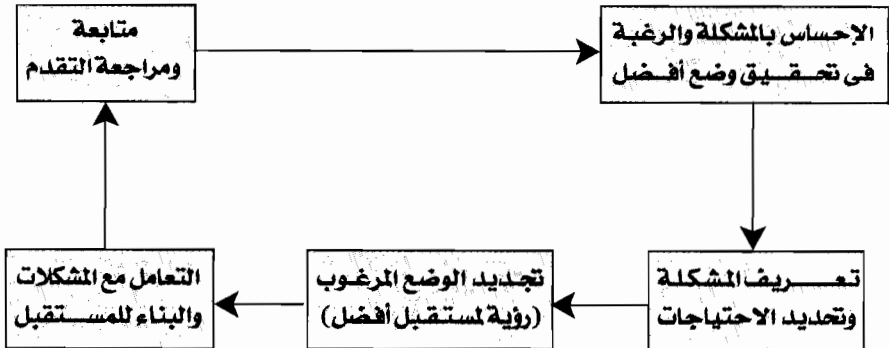 الإحساس بالمشكلة والرغبة
فى تحقيق وضع أفضل
متابعة
ومراجعة التقدم
تعريف المشكلة
وتحديد الاحتياجات
تجديد الوضع المرغوب
(رؤية لمستقبل أفضل)
التعامل مع المشكلات
والبناء للمستقبل